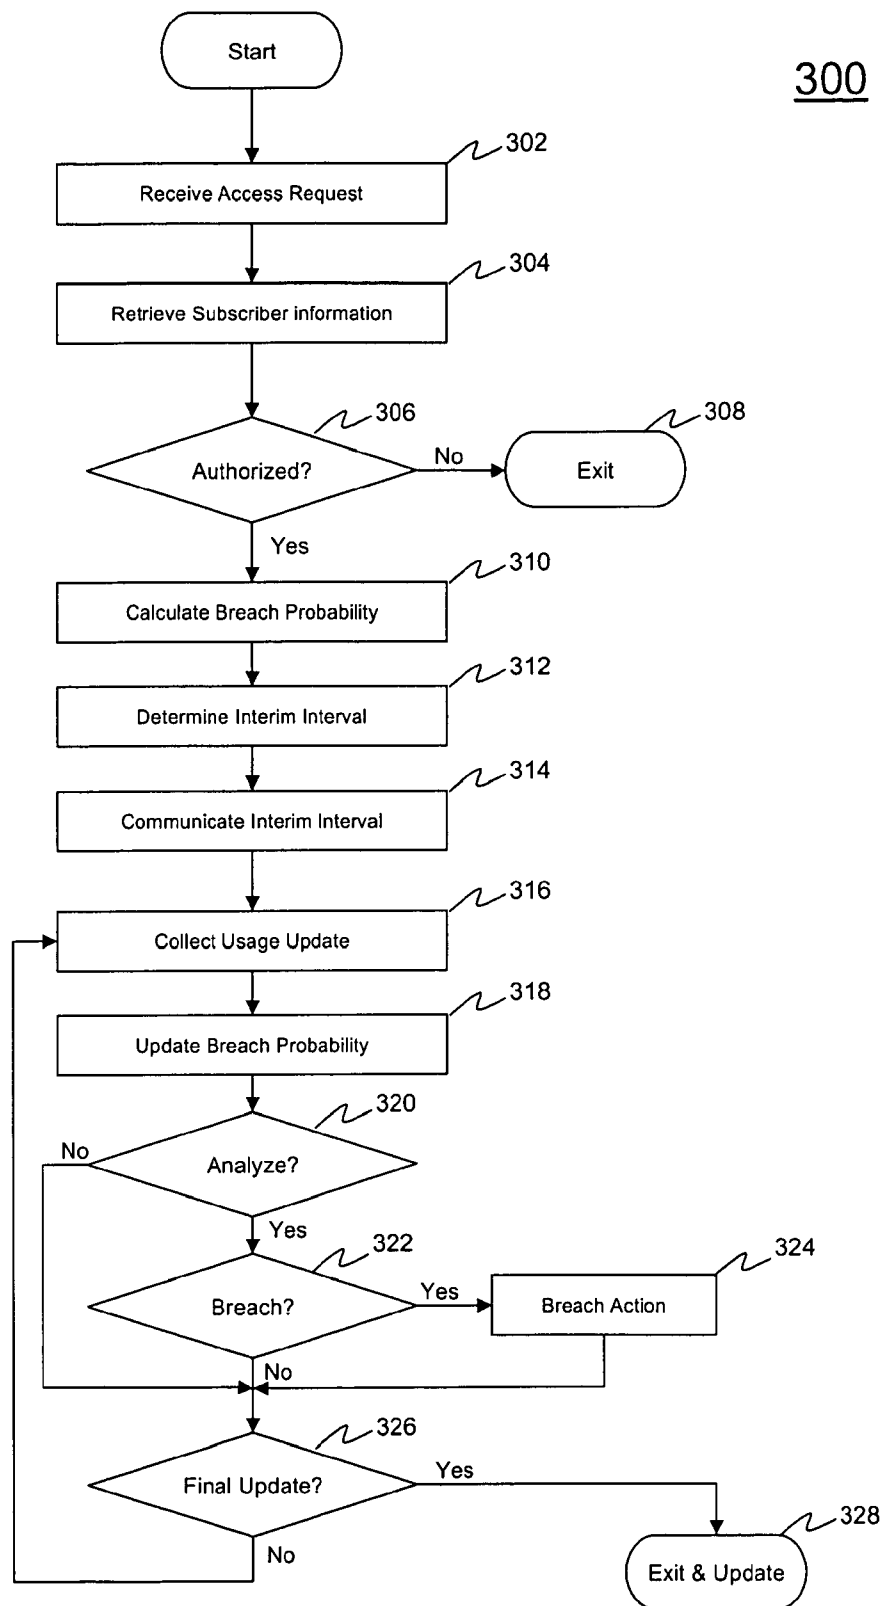 Start
300
302
Receive Access Request
304
Retrieve Subscriber information
306
308
Authorized?
No
Exit
Yes
310
Calculate Breach Probability
312
Determine Interim Interval
314
Communicate Interim Interval
316
Collect Usage Update
318
Update Breach Probability
320
No
Analyze?
Yes
322
324
Breach?
Yes
Breach Action
No
326
Final Update?
Yes
328
No
Exit & Update